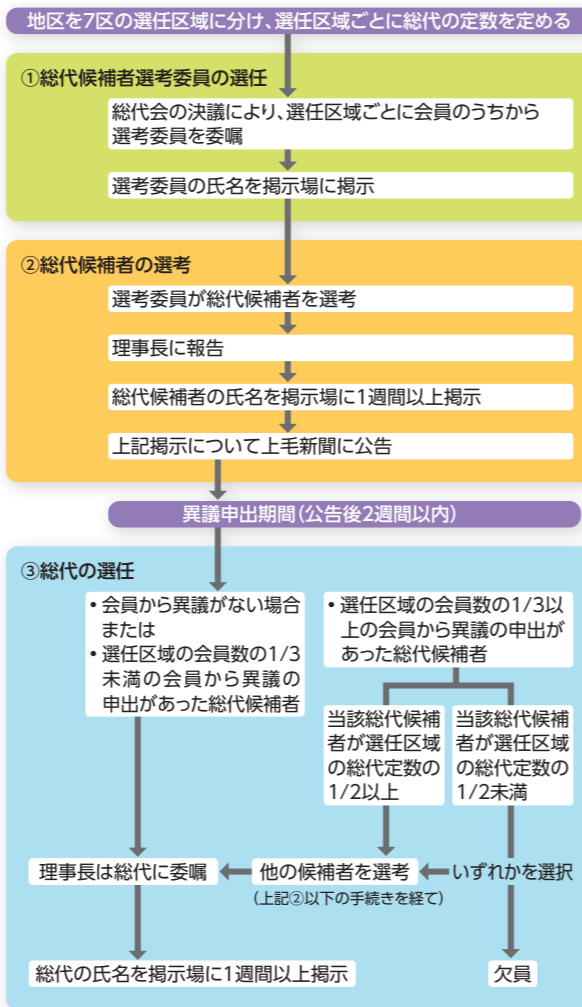 地区を7区の選任区域に分け、選任区域ごとに総代の定数を定める
①総代候補者選考委員の選任
総代会の決議により、選任区域ごとに会員のうちから
選考委員を委嘱
選考委員の氏名を掲示場に掲示
②総代候補者の選考
選考委員が総代候補者を選考
理事長に報告
総代候補者の氏名を掲示場に1週間以上掲示
上記掲示について上毛新聞に公告
異議申出期間(公告後2週間以内)
③総代の選任
・会員から異議がない場合
または
・選任区域の会員数の1/3
未満の会員から異議の
申出があった総代候補者
・選任区域の会員数の1/3以
上の会員から異議の申出
があった総代候補者
当該総代候補
者が選任区域
の総代定数の
1/2以上
当該総代候補
者が選任区域
の総代定数の
1/2未満
理事長は総代に委嘱
他の候補者を選考
(上記②以下の手続きを経て)
いずれかを選択
総代の氏名を掲示場に1週間以上掲示
欠員